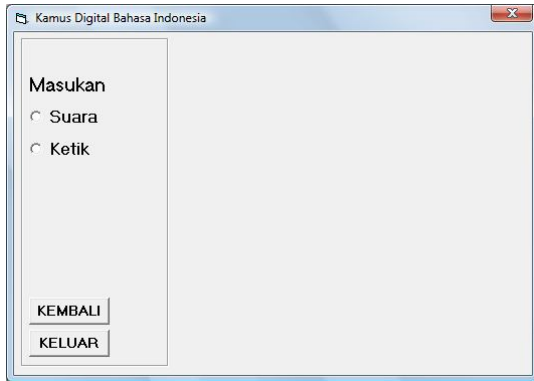 Kamus Digital Bahasa Indonesia
Masukan
Suara
Ketik
KEMBALI
KELUAR